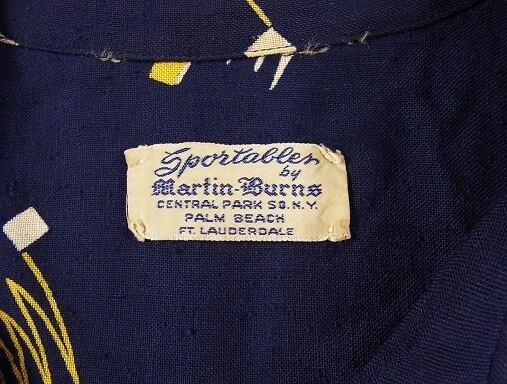 Sportables
by
Martin-Burns
CENTRAL PARK SO. N.Y.
PALM BEACH
FT. LAUDERDALE